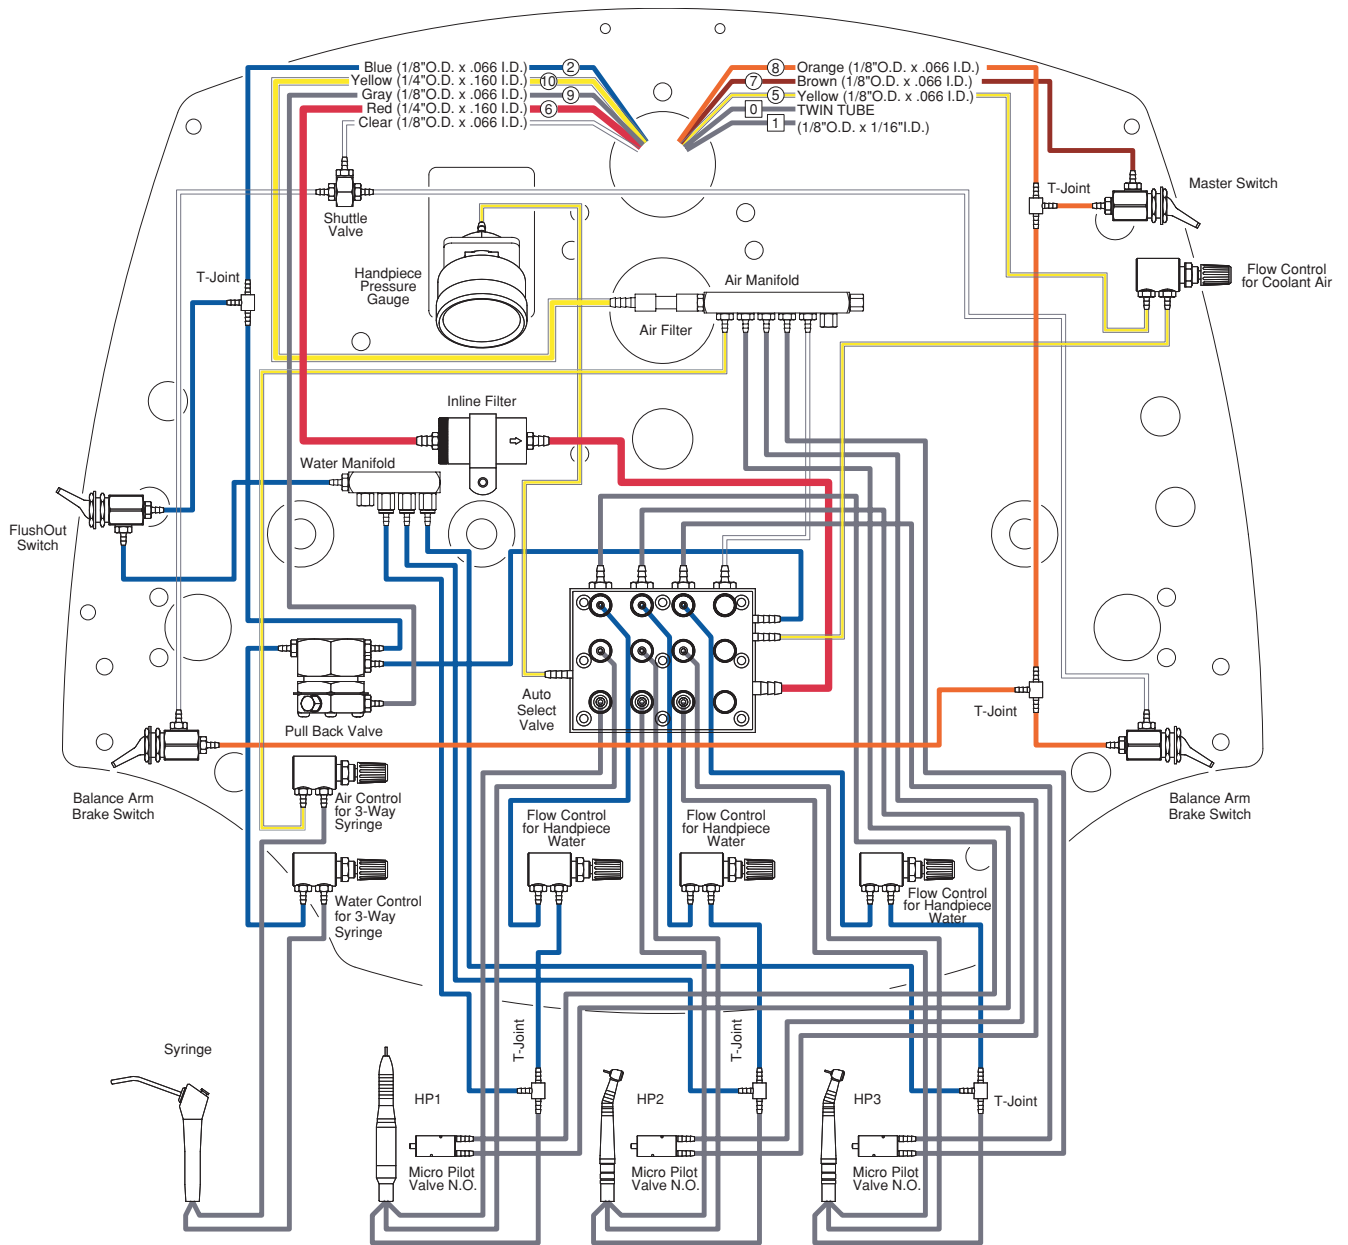 Blue (1/8"O.D. x .066 I.D.) 2
Yellow (1/4"O.D. x .160 I.D.) 10
Gray (1/8"O.D. x .066 I.D.) 9
Red (1/4"O.D. x .160 I.D.) 6
Clear (1/8"O.D. x .066 I.D.)
8 Orange (1/8"O.D. x .066 I.D.)
7 Brown (1/8"O.D. x .066 I.D.)
5 Yellow (1/8"O.D. x .066 I.D.)
0 TWIN TUBE
1 (1/8"O.D. x 1/16"I.D.)
Shuttle
Valve
T-Joint
Master Switch
T-Joint
Handpiece
Pressure
Gauge
Air Manifold
Air Filter
Flow Control
for Coolant Air
Inline Filter
Water Manifold
FlushOut
Switch
Pull Back Valve
Auto
Select
Valve
T-Joint
Balance Arm
Brake Switch
Air Control
for 3-Way
Syringe
Flow Control
for Handpiece
Water
Flow Control
for Handpiece
Water
Balance Arm
Brake Switch
Water Control
for 3-Way
Syringe
Flow Control
for Handpiece
Water
Syringe
T-Joint
T-Joint
T-Joint
HP1
HP2
HP3
Micro Pilot
Valve N.O.
Micro Pilot
Valve N.O.
Micro Pilot
Valve N.O.